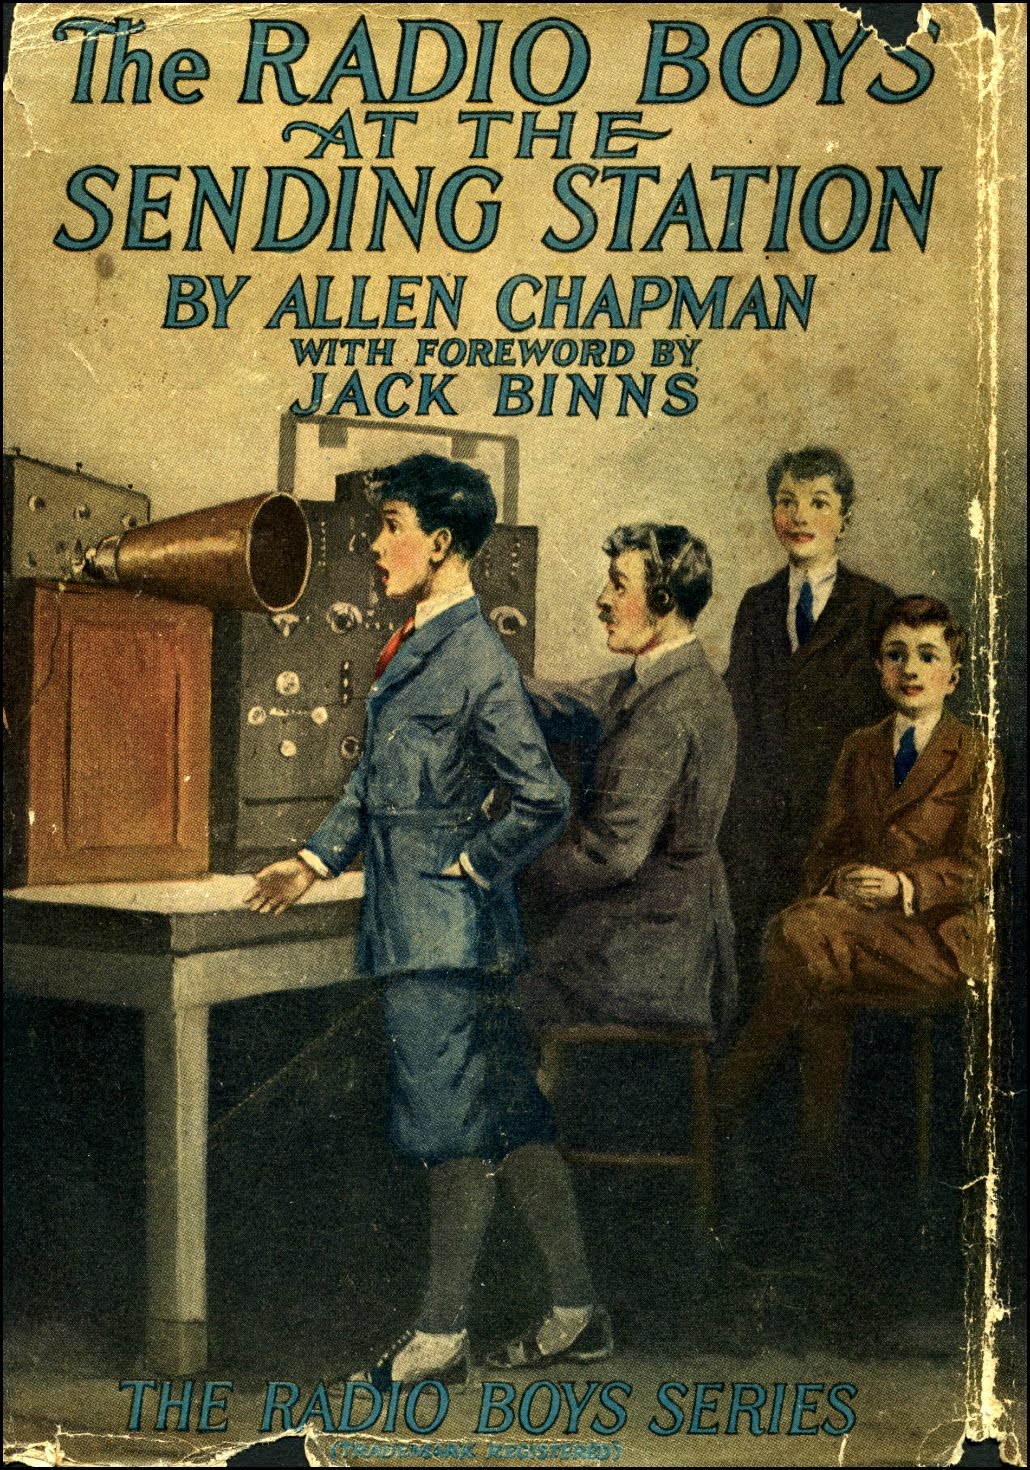 The RADIO BOYS
AT THE
SENDING STATION
BY ALLEN CHAPMAN
WITH FOREWORD BY
JACK BINNS
THE RADIO BOYS SERIES
(TRADEMARK REGISTERED)